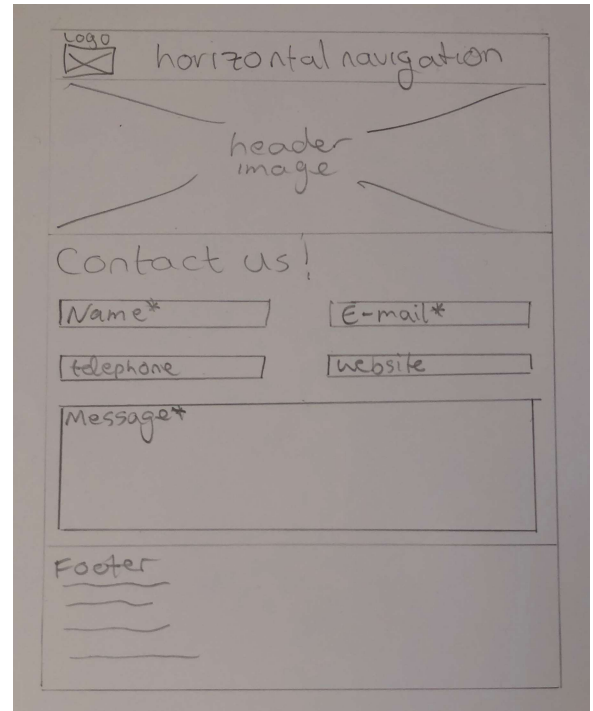 Logo
horizontal navigation
header
image
Contact us!
Name*
E-mail*
telephone
website
Message*
Footer